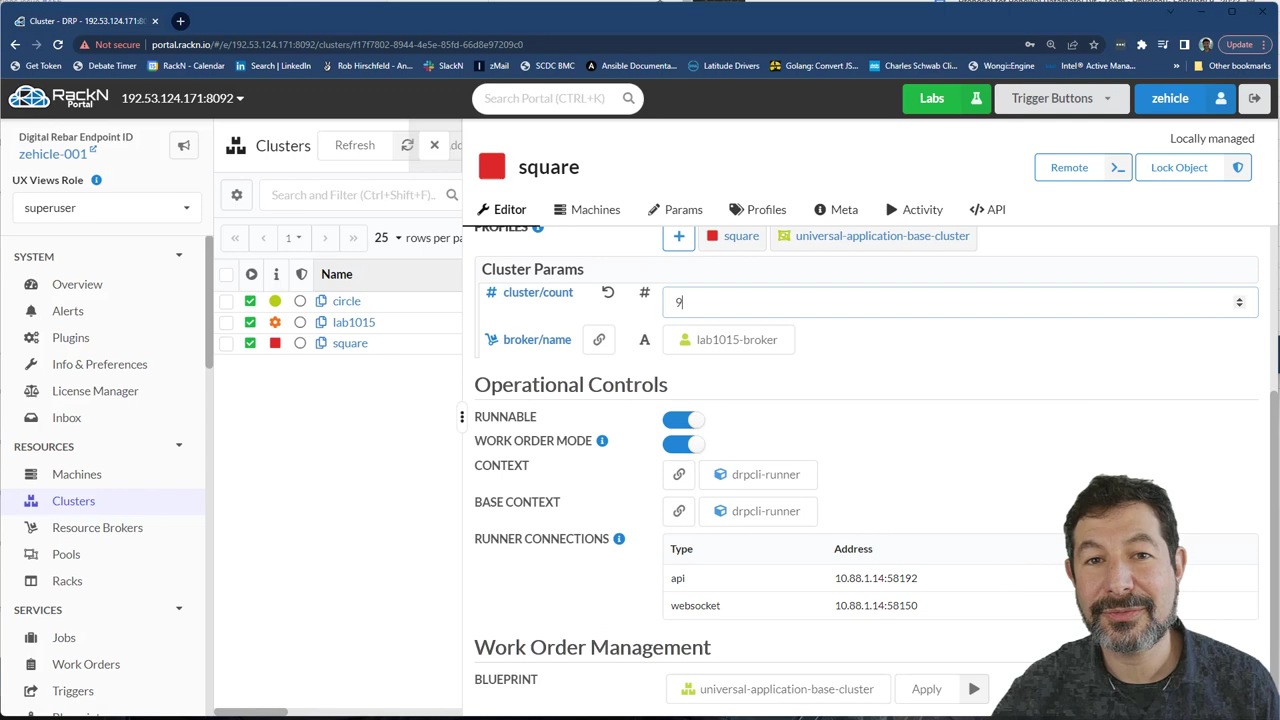 Cluster - DRP - 192.53.124.171:8
Not secure
portal.rackn.io/#/e/192.53.124.171:8092/clusters/f17f7802-8944-4e5e-85fd-66d8e97209c0
Update
Get Token
Debate Timer
RackN - Calendar
Search | LinkedIn
Rob Hirschfeld - An...
SlackN
zMail
SCDC BMC
Ansible Documenta...
Latitude Drivers
Golang: Convert JS...
Charles Schwab Cli...
Wongi::Engine
Intel® Active Mana...
Other bookmarks
RackN Portal
192.53.124.171:8092
Search Portal (CTRL+K)
Labs
Trigger Buttons
zehicle
Digital Rebar Endpoint ID
zehicle-001
UX Views Role
superuser
SYSTEM
Overview
Alerts
Plugins
Info & Preferences
License Manager
Inbox
RESOURCES
Machines
Clusters
Resource Brokers
Pools
Racks
SERVICES
Jobs
Work Orders
Triggers
Clusters
Refresh
Search and Filter (Ctrl+Shift+F)...
1
25
rows per pa
Name
circle
lab1015
square
Locally managed
square
Remote
Lock Object
Editor
Machines
Params
Profiles
Meta
Activity
API
PROFILES
+
square
universal-application-base-cluster
Cluster Params
# cluster/count
#
9
broker/name
A
lab1015-broker
Operational Controls
RUNNABLE
WORK ORDER MODE
CONTEXT
drpcli-runner
BASE CONTEXT
drpcli-runner
RUNNER CONNECTIONS
Type Address
api 10.88.1.14:58192
websocket 10.88.1.14:58150
Work Order Management
BLUEPRINT
universal-application-base-cluster
Apply